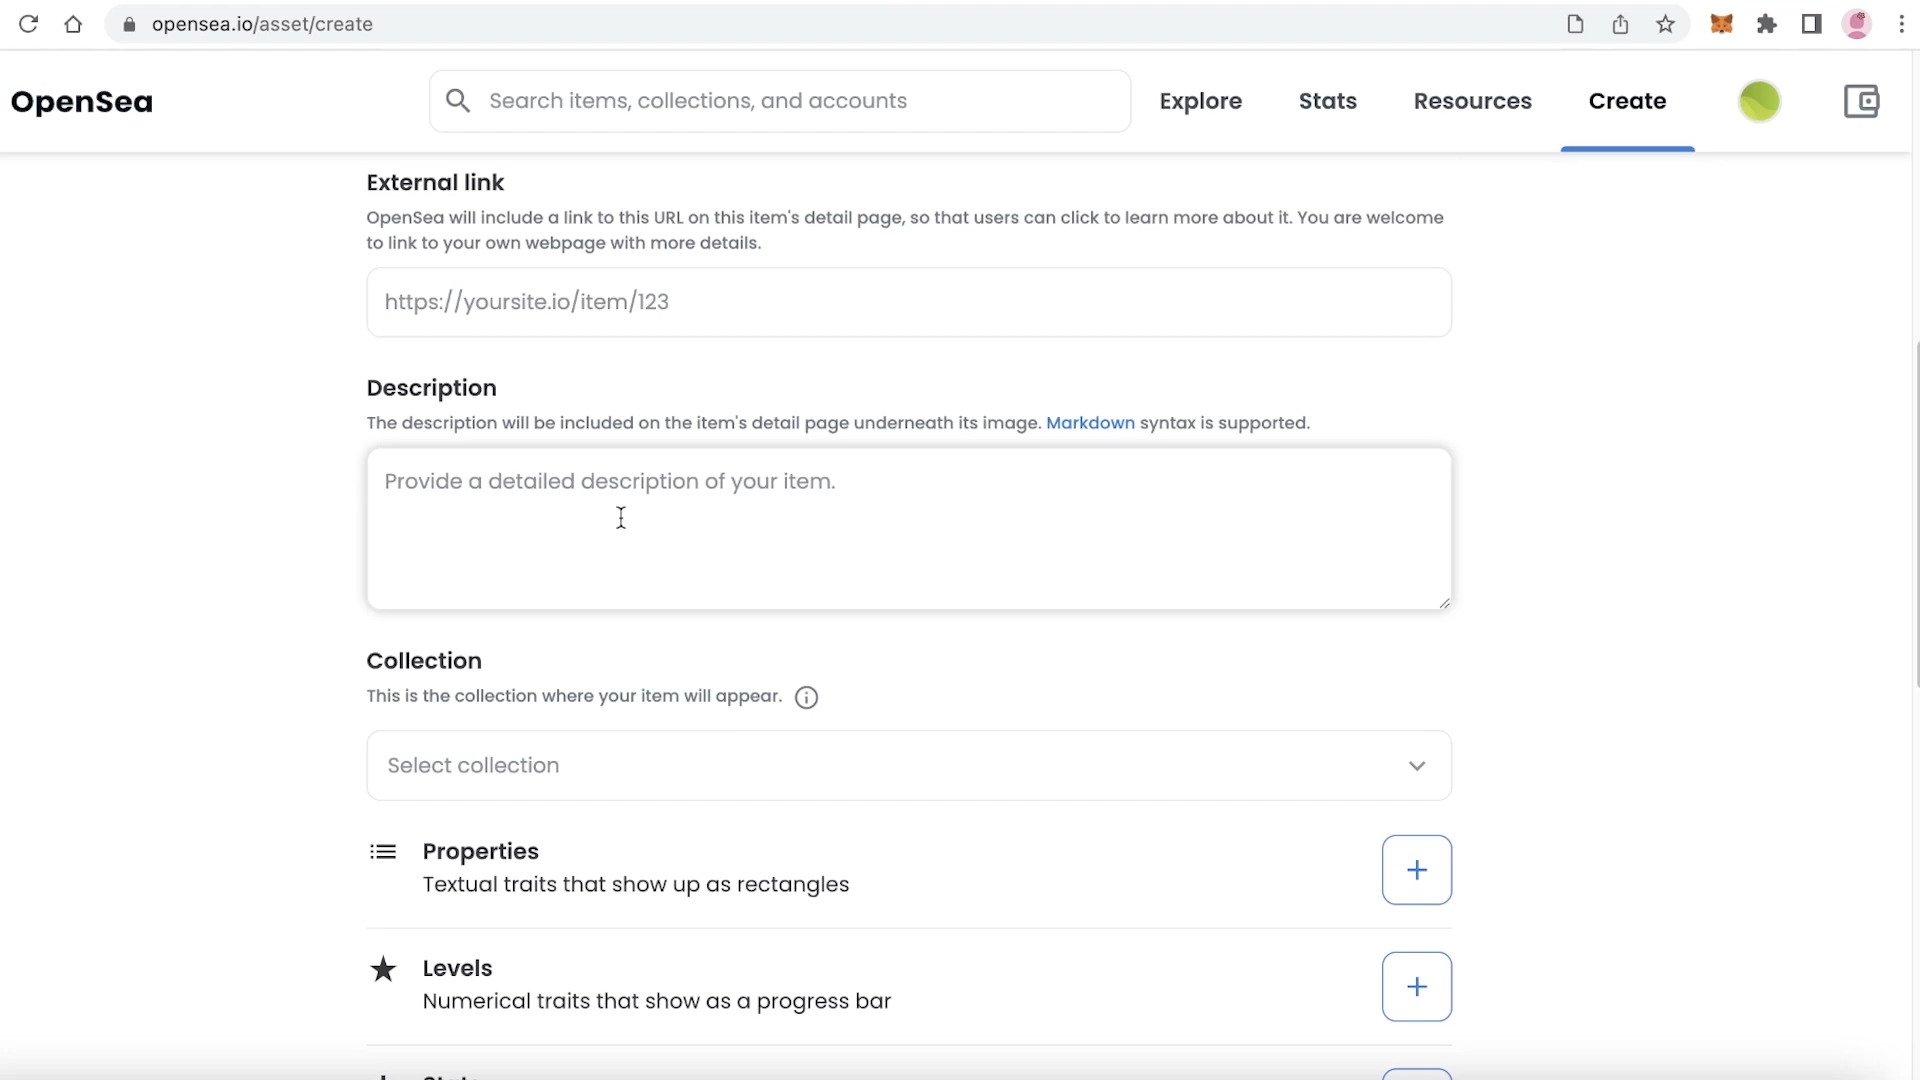 opensea.io/asset/create
OpenSea
Search items, collections, and accounts
Explore
Stats
Resources
Create
External link
OpenSea will include a link to this URL on this item's detail page, so that users can click to learn more about it. You are welcome
to link to your own webpage with more details.
https://yoursite.io/item/123
Description
The description will be included on the item's detail page underneath its image. Markdown syntax is supported.
Provide a detailed description of your item.
Collection
This is the collection where your item will appear.
Select collection
Properties
Textual traits that show up as rectangles
Levels
Numerical traits that show as a progress bar